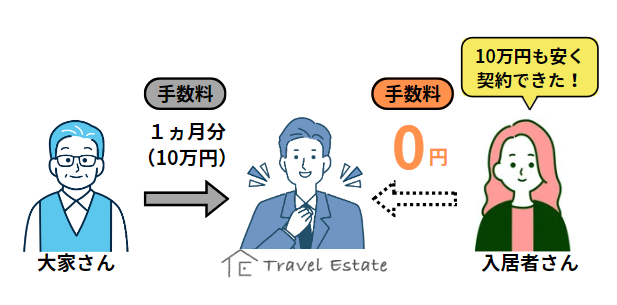 10万円も安く
契約できた！
手数料
手数料
１ヵ月分
（10万円）
0円
大家さん
TE Travel Estate
入居者さん